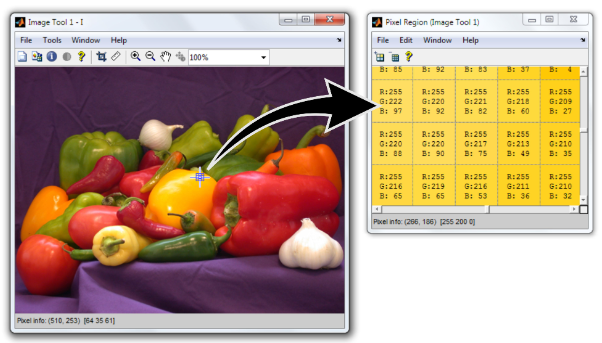 Image Tool 1 - I
File Tools Window Help
100%
Pixel info: (510, 253) [64 35 61]
Pixel Region (Image Tool 1)
File Edit Window Help
B: 85 B: 92 B: 83 B: 37 B: 4
R:255 R:255 R:255 R:255 R:255
G:222 G:220 G:221 G:218 G:209
B: 97 B: 92 B: 82 B: 60 B: 27
R:255 R:255 R:255 R:255 R:255
G:220 G:220 G:217 G:213 G:210
B: 88 B: 90 B: 75 B: 49 B: 35
R:255 R:255 R:255 R:255 R:255
G:216 G:219 G:216 G:211 G:210
B: 65 B: 65 B: 53 B: 36 B: 32
Pixel info: (266, 186) [255 200 0]